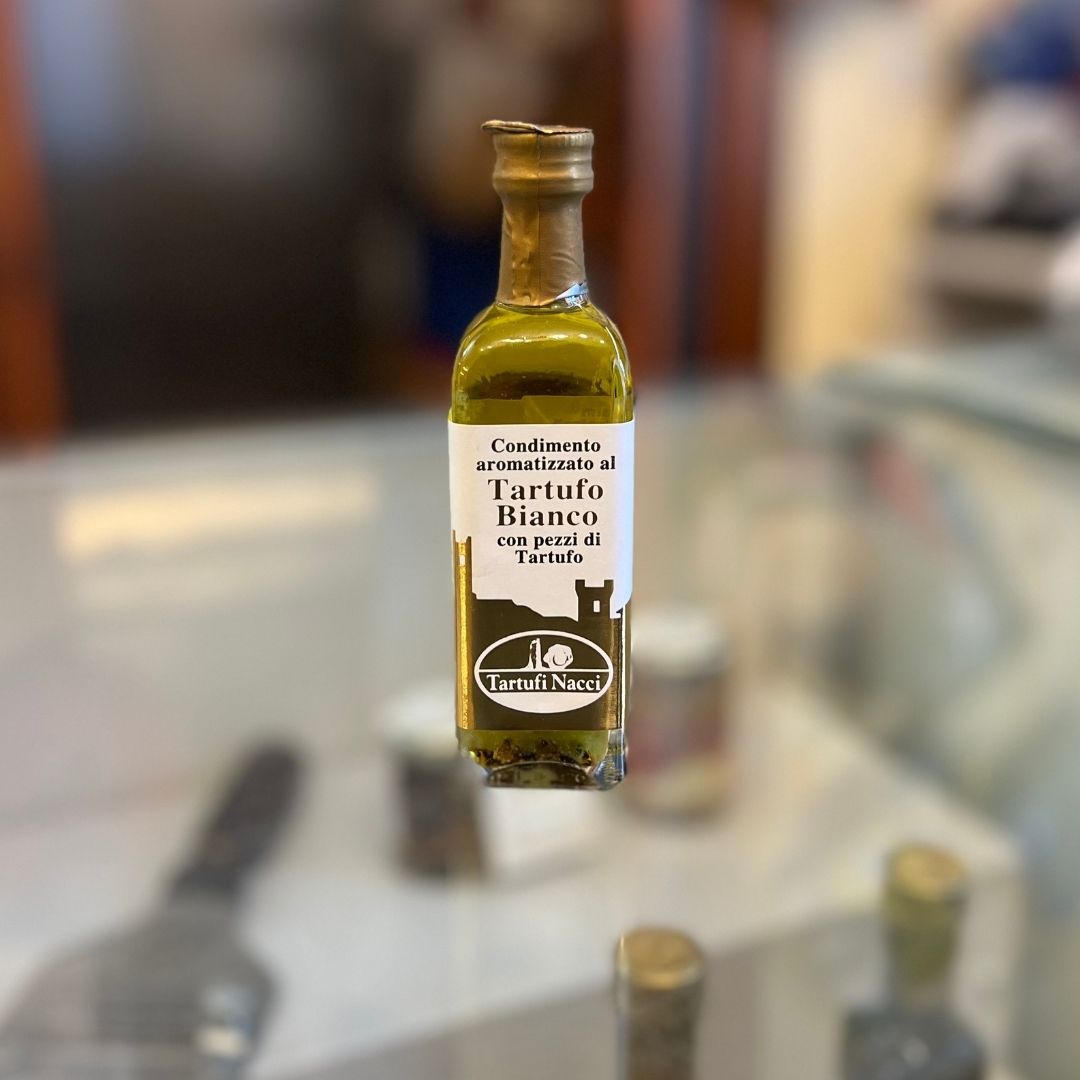 Condimento
aromatizzato al
Tartufo
Bianco
con pezzi di
Tartufo
Tartufi Nacci